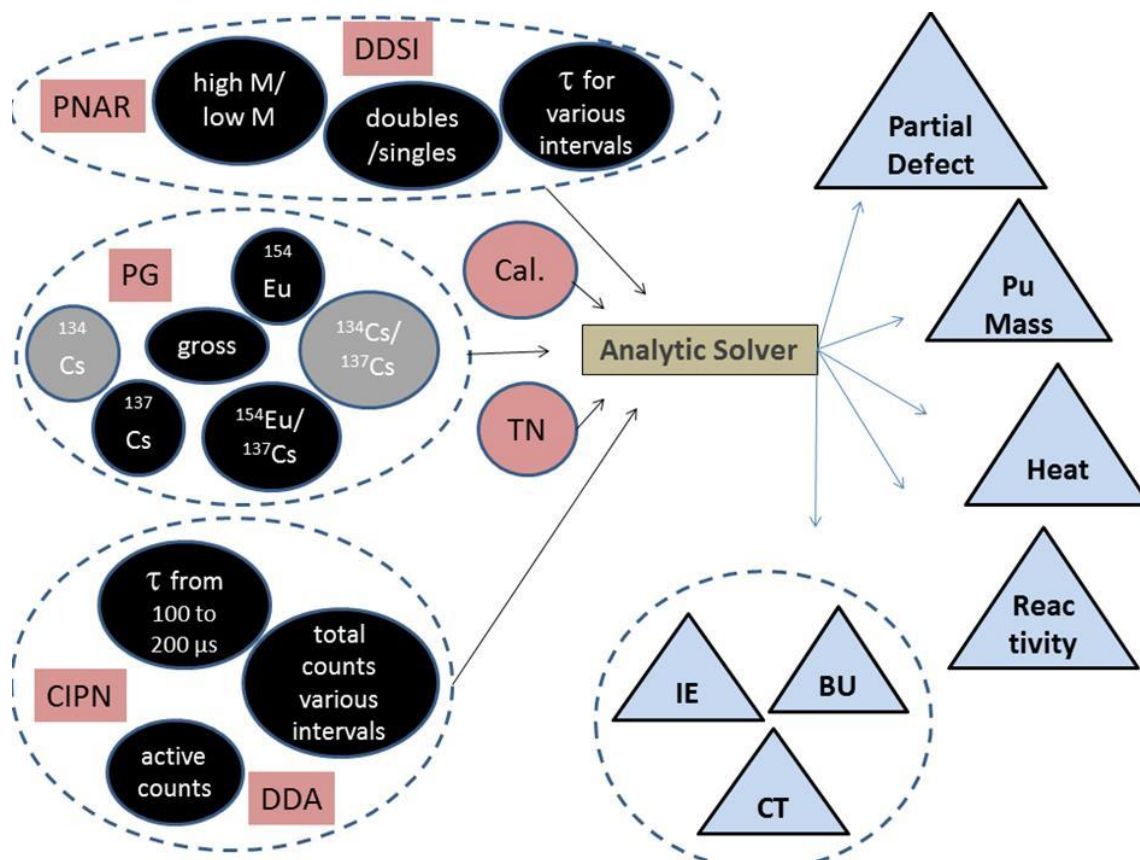 DDSI
PNAR
high M/
low M
doubles
/singles
τ for
various
intervals
PG
154
Eu
134
Cs
gross
134Cs/
137Cs
137
Cs
154Eu/
137Cs
Cal.
TN
Analytic Solver
τ from
100 to
200 µs
total
counts
various
intervals
CIPN
active
counts
DDA
Partial
Defect
Pu
Mass
Heat
Reac
tivity
IE
BU
CT